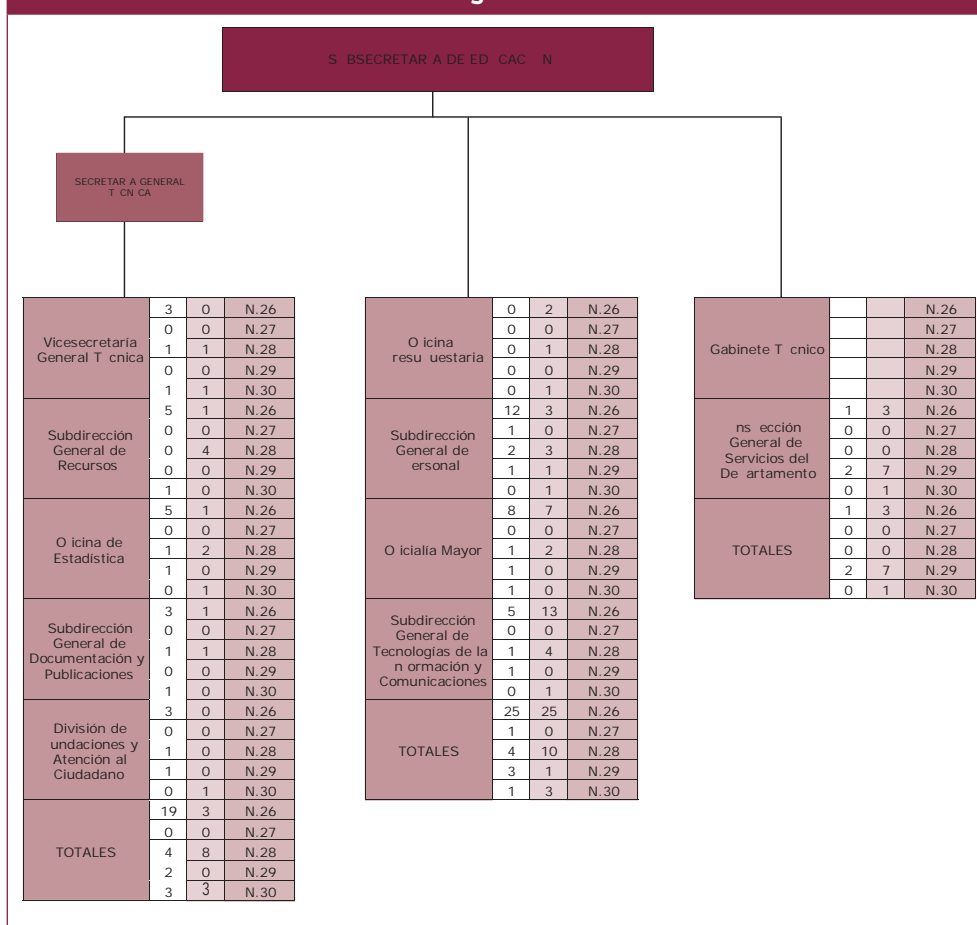 S BSECRETAR A DE ED CAC N
SECRETAR A GENERAL
T CN CA
Vicesecretaría
General T cnica
3 0 N.26
0 0 N.27
1 1 N.28
0 0 N.29
1 1 N.30
Subdirección
General de
Recursos
5 1 N.26
0 0 N.27
0 4 N.28
0 0 N.29
1 0 N.30
O icina de
Estadística
5 1 N.26
0 0 N.27
1 2 N.28
1 0 N.29
0 1 N.30
Subdirección
General de
Documentación y
Publicaciones
3 1 N.26
0 0 N.27
1 1 N.28
0 0 N.29
1 0 N.30
División de
undaciones y
Atención al
Ciudadano
3 0 N.26
0 0 N.27
1 0 N.28
1 0 N.29
0 1 N.30
TOTALES
19 3 N.26
0 0 N.27
4 8 N.28
2 0 N.29
3 3 N.30
O icina
resu uestaria
0 2 N.26
0 0 N.27
0 1 N.28
0 0 N.29
0 1 N.30
Subdirección
General de
ersonal
12 3 N.26
1 0 N.27
2 3 N.28
1 1 N.29
0 1 N.30
O icialía Mayor
8 7 N.26
0 0 N.27
1 2 N.28
1 0 N.29
1 0 N.30
Subdirección
General de
Tecnologías de la
n ormación y
Comunicaciones
5 13 N.26
0 0 N.27
1 4 N.28
1 0 N.29
0 1 N.30
TOTALES
25 25 N.26
1 0 N.27
4 10 N.28
3 1 N.29
1 3 N.30
Gabinete T cnico
N.26
N.27
N.28
N.29
N.30
ns ección
General de
Servicios del
De artamento
1 3 N.26
0 0 N.27
0 0 N.28
2 7 N.29
0 1 N.30
TOTALES
1 3 N.26
0 0 N.27
0 0 N.28
2 7 N.29
0 1 N.30